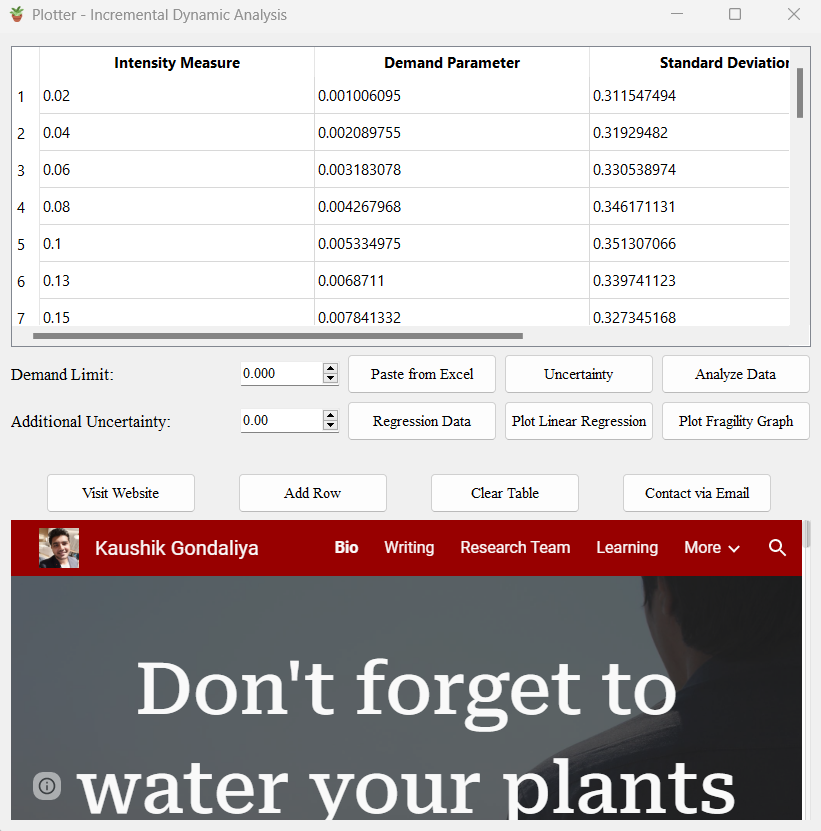 Plotter - Incremental Dynamic Analysis
Intensity Measure Demand Parameter Standard Deviation
1 0.02 0.001006095 0.311547494
2 0.04 0.002089755 0.31929482
3 0.06 0.003183078 0.330538974
4 0.08 0.004267968 0.346171131
5 0.1 0.005334975 0.351307066
6 0.13 0.0068711 0.339741123
7 0.15 0.007841332 0.327345168
Demand Limit: 0.000 Paste from Excel Uncertainty Analyze Data
Additional Uncertainty: 0.00 Regression Data Plot Linear Regression Plot Fragility Graph
Visit Website Add Row Clear Table Contact via Email
Kaushik Gondaliya Bio Writing Research Team Learning More
Don't forget to
water your plants